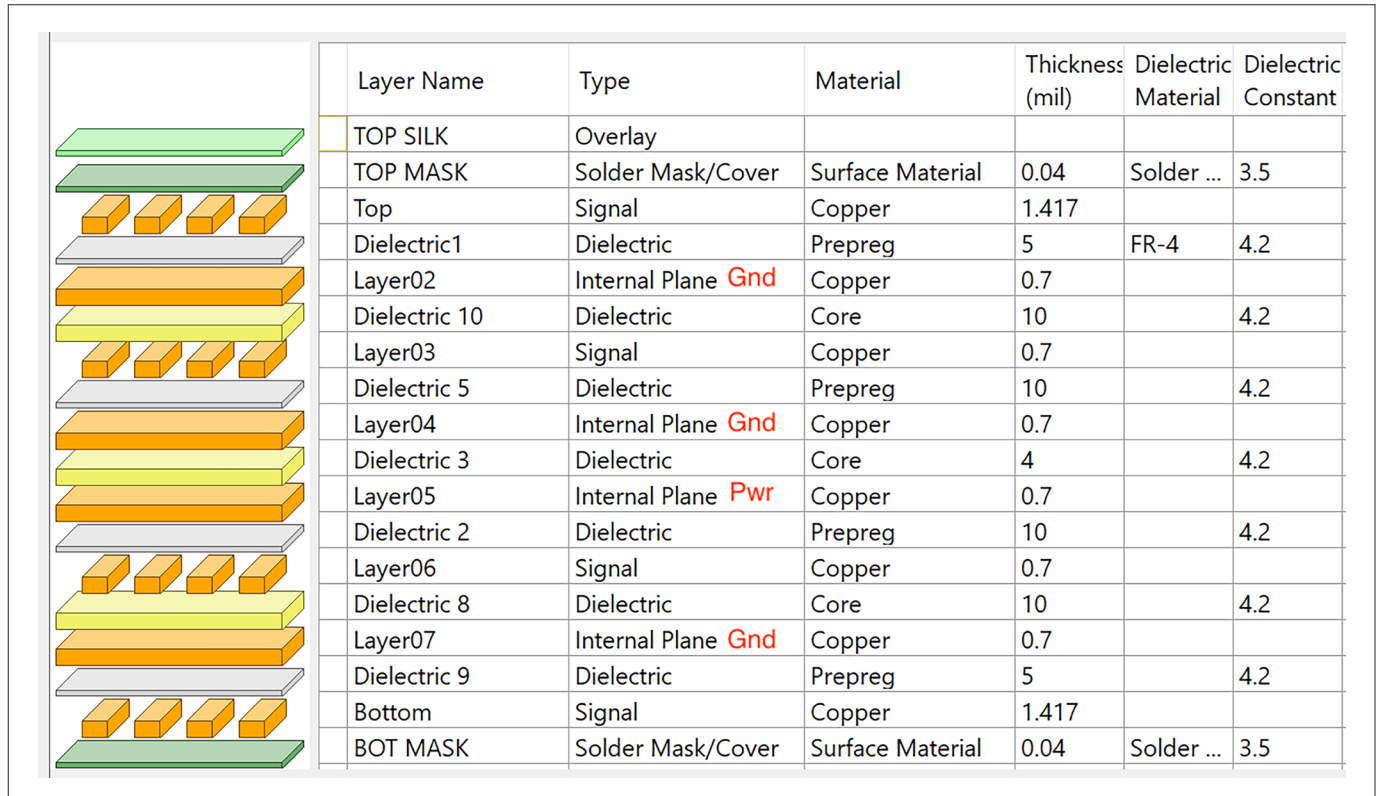 Layer Name Type Material Thickness (mil) Dielectric Material Dielectric Constant
TOP SILK Overlay
TOP MASK Solder Mask/Cover Surface Material 0.04 Solder ... 3.5
Top Signal Copper 1.417
Dielectric1 Dielectric Prepreg 5 FR-4 4.2
Layer02 Internal Plane Gnd Copper 0.7
Dielectric 10 Dielectric Core 10 4.2
Layer03 Signal Copper 0.7
Dielectric 5 Dielectric Prepreg 10 4.2
Layer04 Internal Plane Gnd Copper 0.7
Dielectric 3 Dielectric Core 4 4.2
Layer05 Internal Plane Pwr Copper 0.7
Dielectric 2 Dielectric Prepreg 10 4.2
Layer06 Signal Copper 0.7
Dielectric 8 Dielectric Core 10 4.2
Layer07 Internal Plane Gnd Copper 0.7
Dielectric 9 Dielectric Prepreg 5 4.2
Bottom Signal Copper 1.417
BOT MASK Solder Mask/Cover Surface Material 0.04 Solder ... 3.5